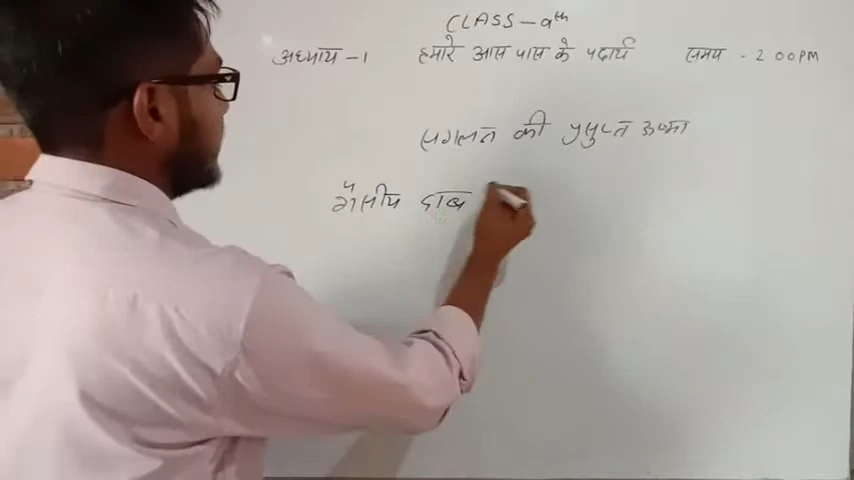 CLASS - 9th
अध्याय - 1 हमारे आस पास के पदार्थ समय - 2 00 PM
संगलन की प्रसुप्त ऊष्मा
गैसीय दाब